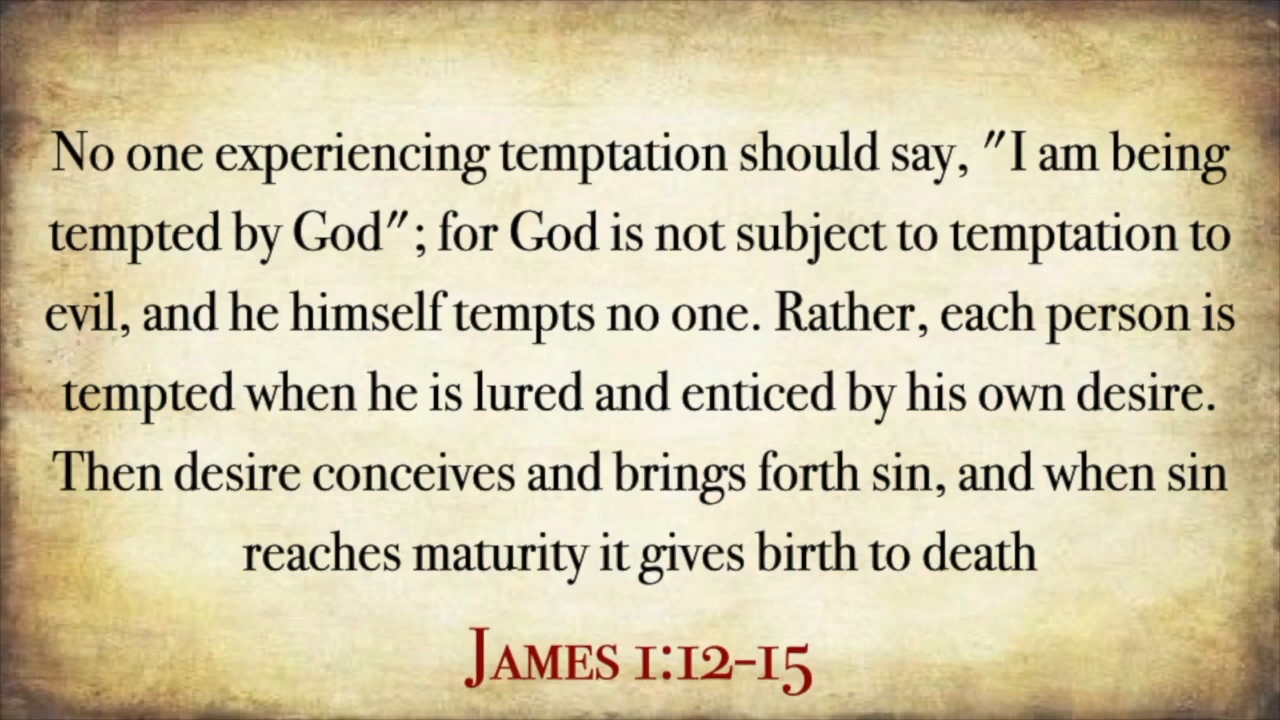 No one experiencing temptation should say, "I am being
tempted by God"; for God is not subject to temptation to
evil, and he himself tempts no one. Rather, each person is
tempted when he is lured and enticed by his own desire.
Then desire conceives and brings forth sin, and when sin
reaches maturity it gives birth to death
James 1:12-15